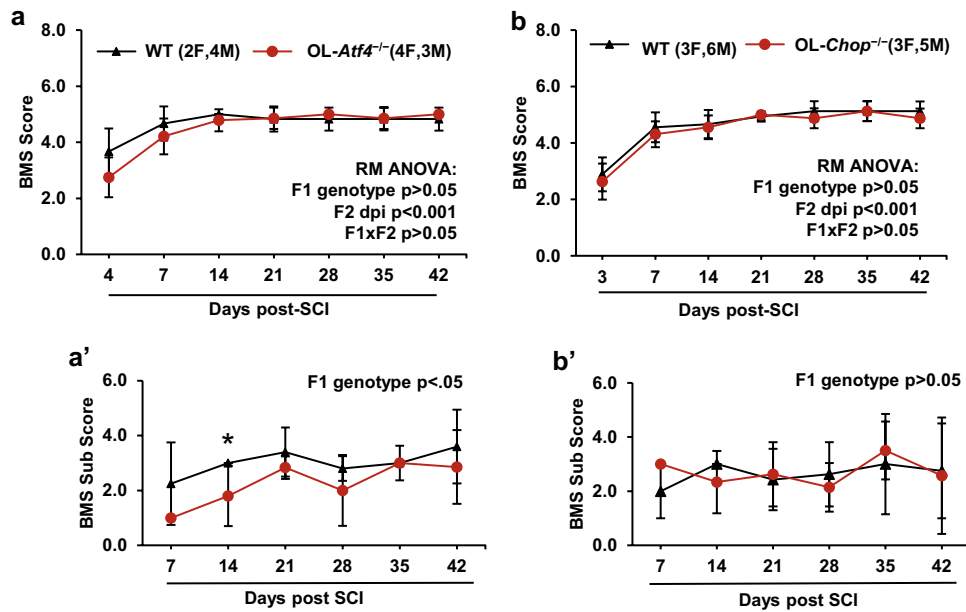 a
8.0
6.0
4.0
2.0
0.0
BMS Score
WT (2F,4M)
OL-Atf4⁻/⁻(4F,3M)
RM ANOVA:
F1 genotype p>0.05
F2 dpi p<0.001
F1xF2 p>0.05
4 7 14 21 28 35 42
Days post-SCI
b
8.0
6.0
4.0
2.0
0.0
BMS Score
WT (3F,6M)
OL-Chop⁻/⁻(3F,5M)
RM ANOVA:
F1 genotype p>0.05
F2 dpi p<0.001
F1xF2 p>0.05
3 7 14 21 28 35 42
Days post-SCI
a'
6.0
4.0
2.0
0.0
BMS Sub Score
F1 genotype p<.05
*
7 14 21 28 35 42
Days post SCI
b'
6.0
4.0
2.0
0.0
BMS Sub Score
F1 genotype p>0.05
7 14 21 28 35 42
Days post SCI